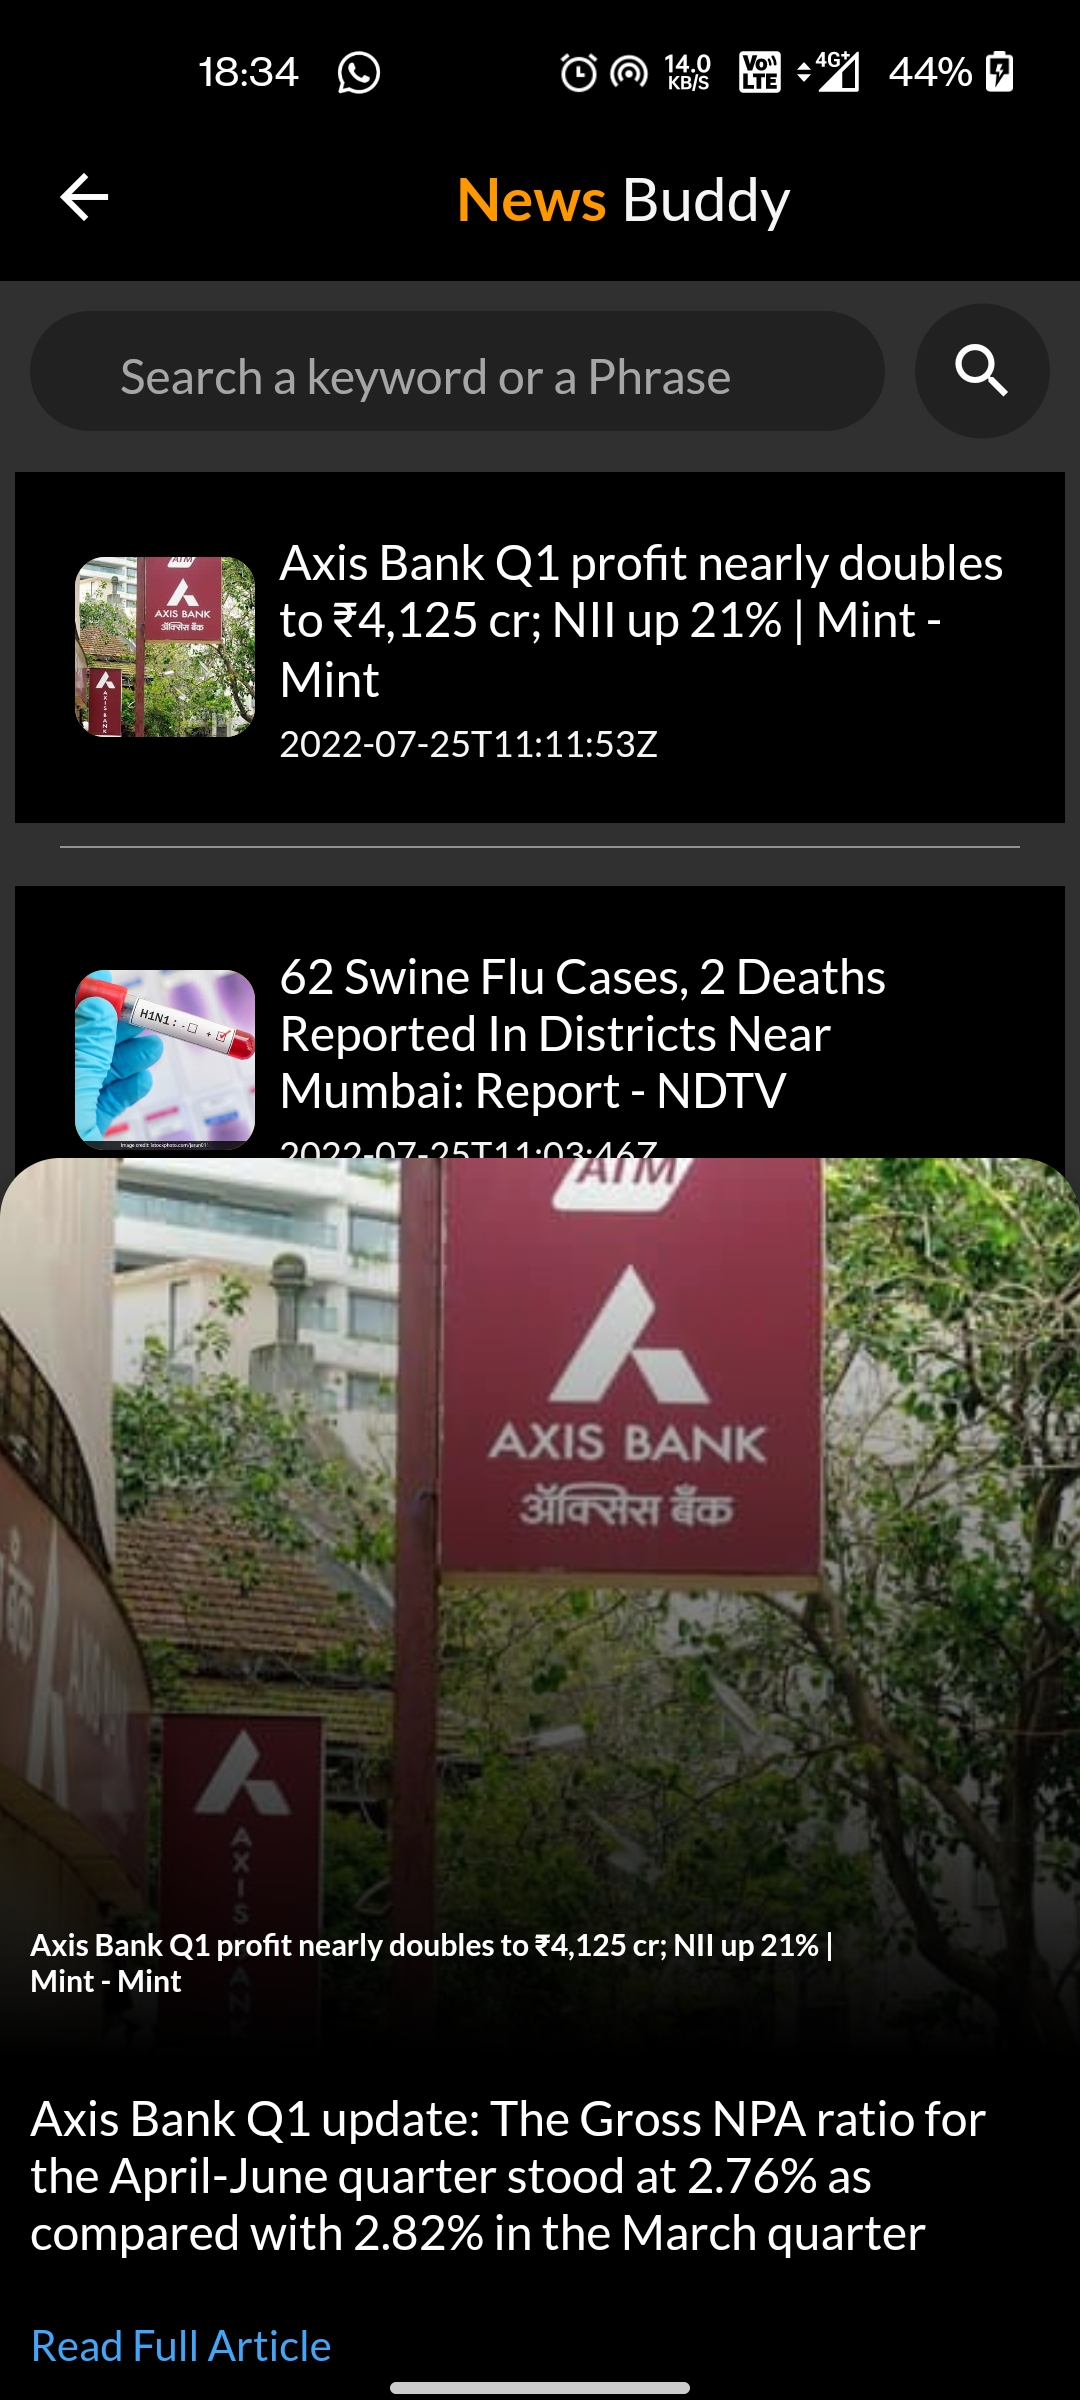 18:34
14.0
KB/S
Vo))
LTE
4G+
44%
News Buddy
Search a keyword or a Phrase
ATM
AXIS BANK
ॲक्सिस बँक
AXIS BANK
Axis Bank Q1 profit nearly doubles
to ₹4,125 cr; NII up 21% | Mint -
Mint
2022-07-25T11:11:53Z
H1N1: - +
62 Swine Flu Cases, 2 Deaths
Reported In Districts Near
Mumbai: Report - NDTV
2022-07-25T11:03:46Z
ATM
AXIS BANK
ॲक्सिस बँक
AXIS BANK
Axis Bank Q1 profit nearly doubles to ₹4,125 cr; NII up 21% |
Mint - Mint
Axis Bank Q1 update: The Gross NPA ratio for
the April-June quarter stood at 2.76% as
compared with 2.82% in the March quarter
Read Full Article